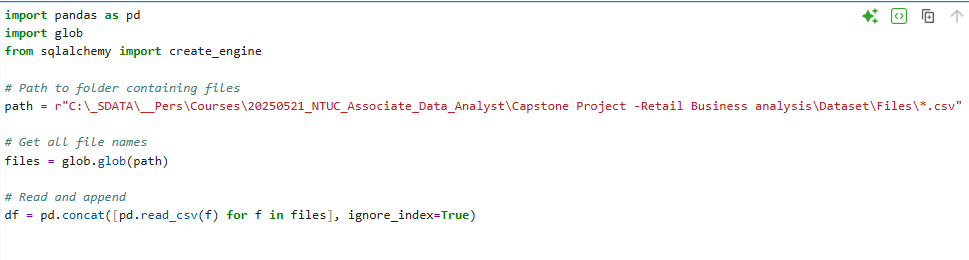 import pandas as pd
import glob
from sqlalchemy import create_engine
# Path to folder containing files
path = r"C:\_SDATA\__Pers\Courses\20250521_NTUC_Associate_Data_Analyst\Capstone Project -Retail Business analysis\Dataset\Files\*.csv"
# Get all file names
files = glob.glob(path)
# Read and append
df = pd.concat([pd.read_csv(f) for f in files], ignore_index=True)